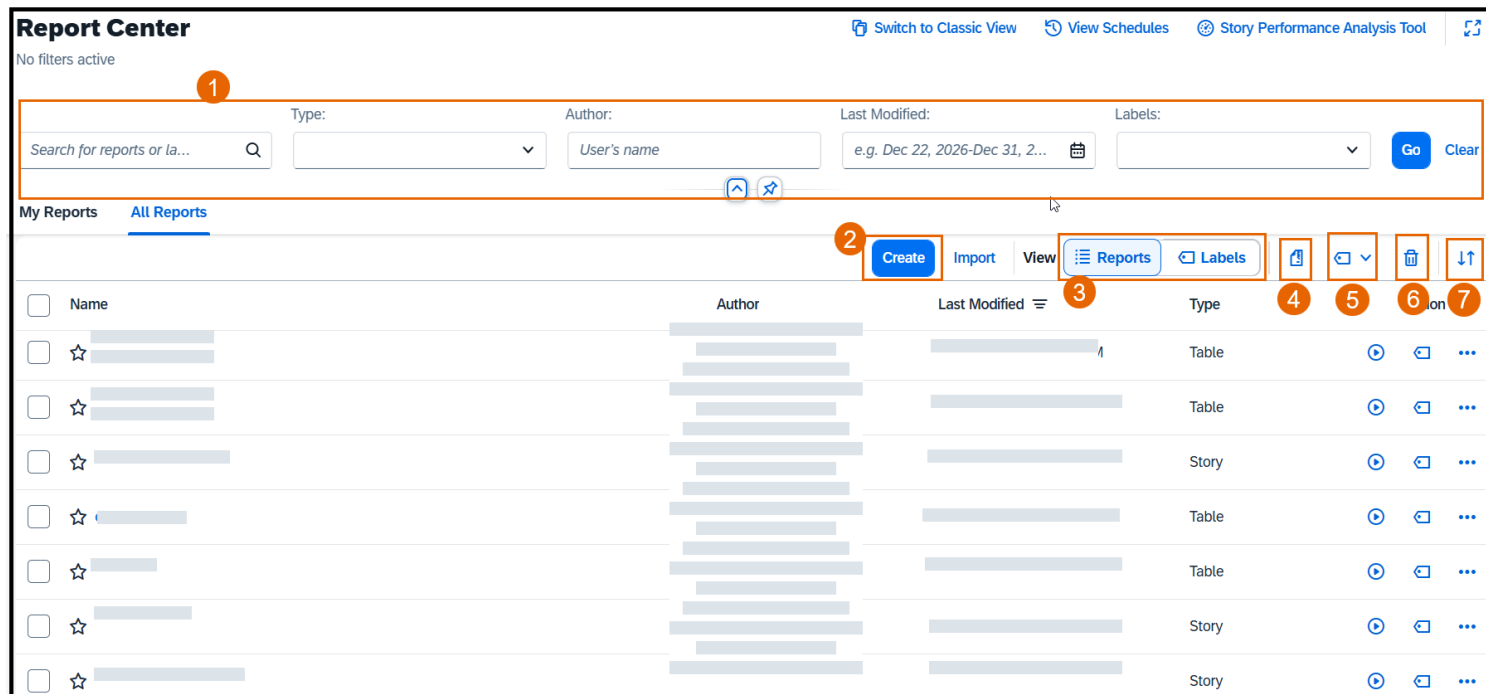 Report Center
Switch to Classic View
View Schedules
Story Performance Analysis Tool
No filters active
1
Type:
Author:
Last Modified:
Labels:
Search for reports or la...
User's name
e.g. Dec 22, 2026-Dec 31, 2...
Go
Clear
My Reports
All Reports
2
Create
Import
View
Reports
Labels
3
4
5
6
7
Name
Author
Last Modified
Type
Table
Table
Story
Table
Table
Story
Story